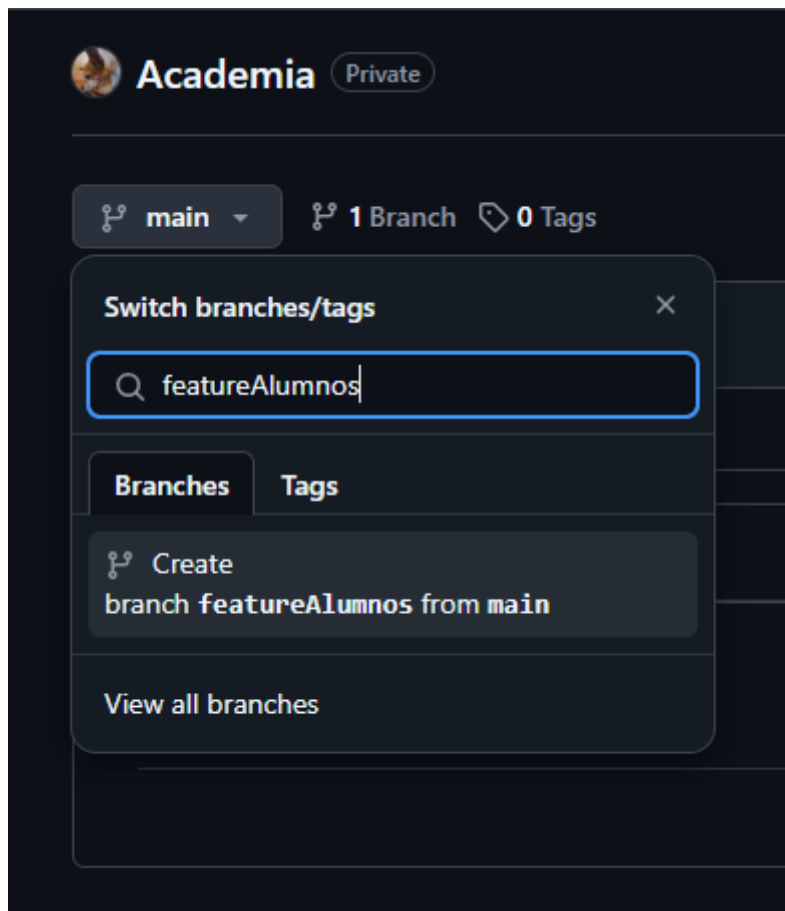 Academia Private
main 1 Branch 0 Tags
Switch branches/tags
featureAlumnos
Branches Tags
Create
branch featureAlumnos from main
View all branches